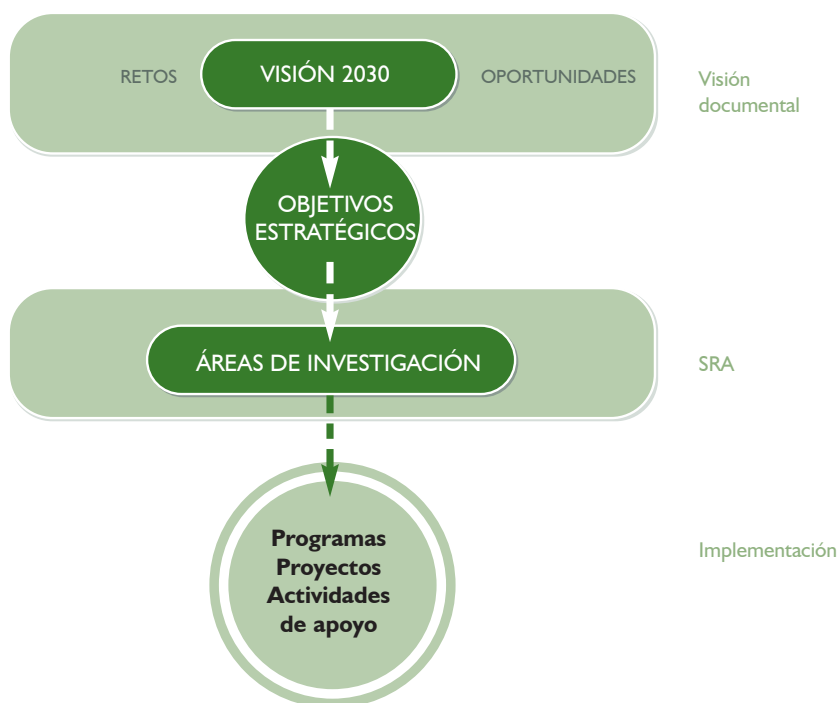 RETOS
VISIÓN 2030
OPORTUNIDADES
Visión
documental
OBJETIVOS
ESTRATÉGICOS
ÁREAS DE INVESTIGACIÓN
SRA
Programas
Proyectos
Actividades
de apoyo
Implementación